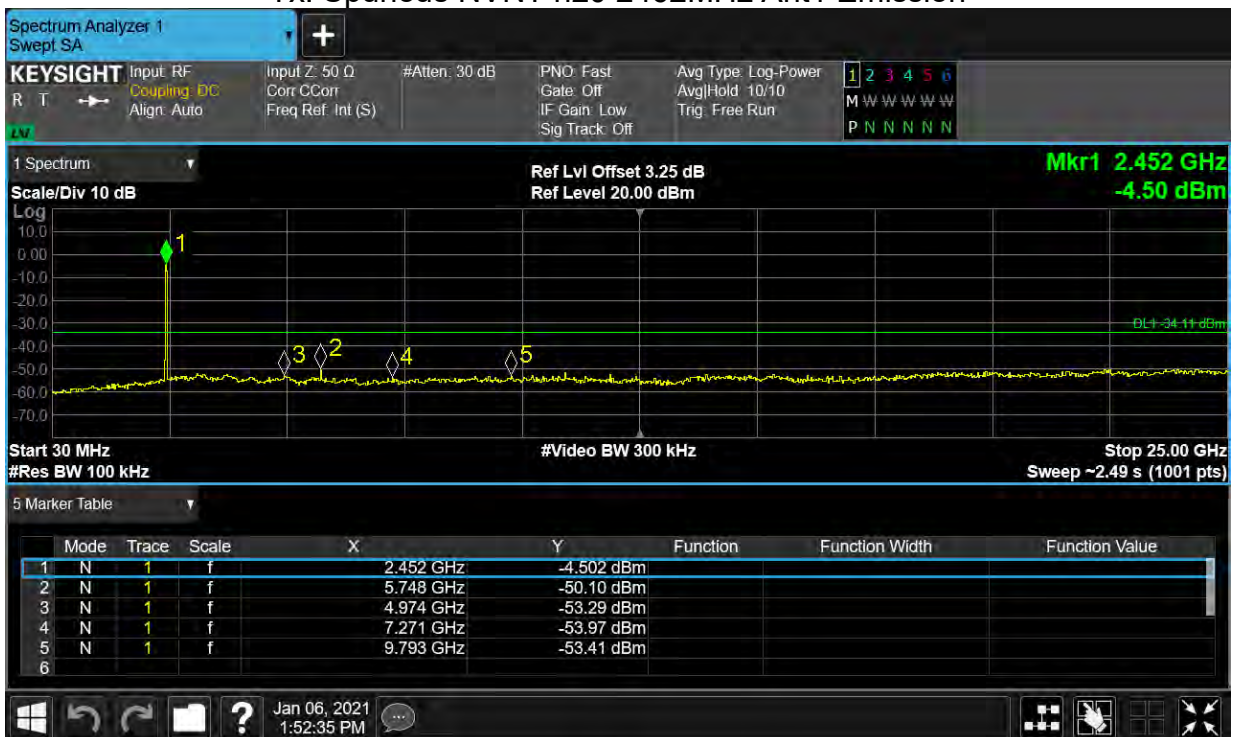 Spectrum Analyzer 1
Swept SA
+
KEYSIGHT Input: RF Input Z: 50 Ω #Atten: 30 dB PNO: Fast Avg Type: Log-Power 1 2 3 4 5 6
R T Coupling: DC Corr CCorr Gate: Off Avg|Hold: 10/10 M W W W W W
Align: Auto Freq Ref: Int (S) IF Gain: Low Trig: Free Run
LXI Sig Track: Off P N N N N N
1 Spectrum Ref Lvl Offset 3.25 dB Mkr1 2.452 GHz
Scale/Div 10 dB Ref Level 20.00 dBm -4.50 dBm
Log
10.0
1
0.00
-10.0
-20.0
-30.0
DL1 -34.11 dBm
-40.0
3 2 4 5
-50.0
-60.0
-70.0
Start 30 MHz #Video BW 300 kHz Stop 25.00 GHz
#Res BW 100 kHz Sweep ~2.49 s (1001 pts)
5 Marker Table
Mode Trace Scale X Y Function Function Width Function Value
1 N 1 f 2.452 GHz -4.502 dBm
2 N 1 f 5.748 GHz -50.10 dBm
3 N 1 f 4.974 GHz -53.29 dBm
4 N 1 f 7.271 GHz -53.97 dBm
5 N 1 f 9.793 GHz -53.41 dBm
6
? Jan 06, 2021
1:52:35 PM